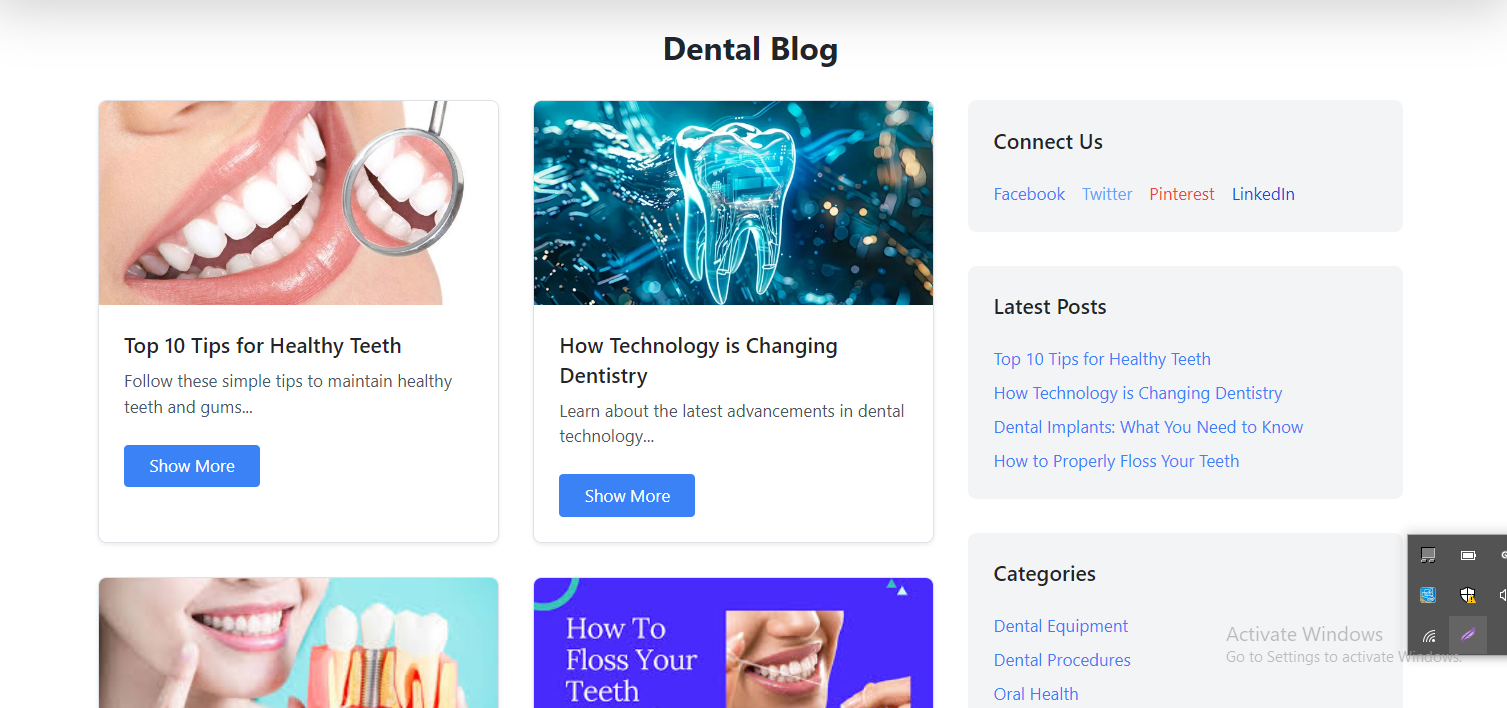 Dental Blog
Top 10 Tips for Healthy Teeth
Follow these simple tips to maintain healthy
teeth and gums...
Show More
How Technology is Changing
Dentistry
Learn about the latest advancements in dental
technology...
Show More
How To
Floss Your
Teeth
Connect Us
Facebook Twitter Pinterest LinkedIn
Latest Posts
Top 10 Tips for Healthy Teeth
How Technology is Changing Dentistry
Dental Implants: What You Need to Know
How to Properly Floss Your Teeth
Categories
Dental Equipment
Dental Procedures
Oral Health
Activate Windows
Go to Settings to activate Windows.